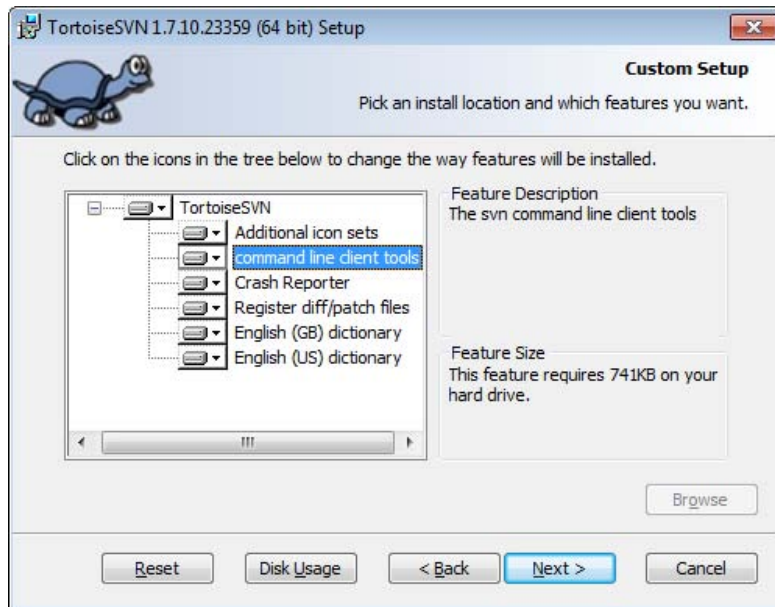 TortoiseSVN 1.7.10.23359 (64 bit) Setup
Custom Setup
Pick an install location and which features you want.
Click on the icons in the tree below to change the way features will be installed.
TortoiseSVN
Additional icon sets
command line client tools
Crash Reporter
Register diff/patch files
English (GB) dictionary
English (US) dictionary
Feature Description
The svn command line client tools
Feature Size
This feature requires 741KB on your
hard drive.
Browse
Reset
Disk Usage
< Back
Next >
Cancel